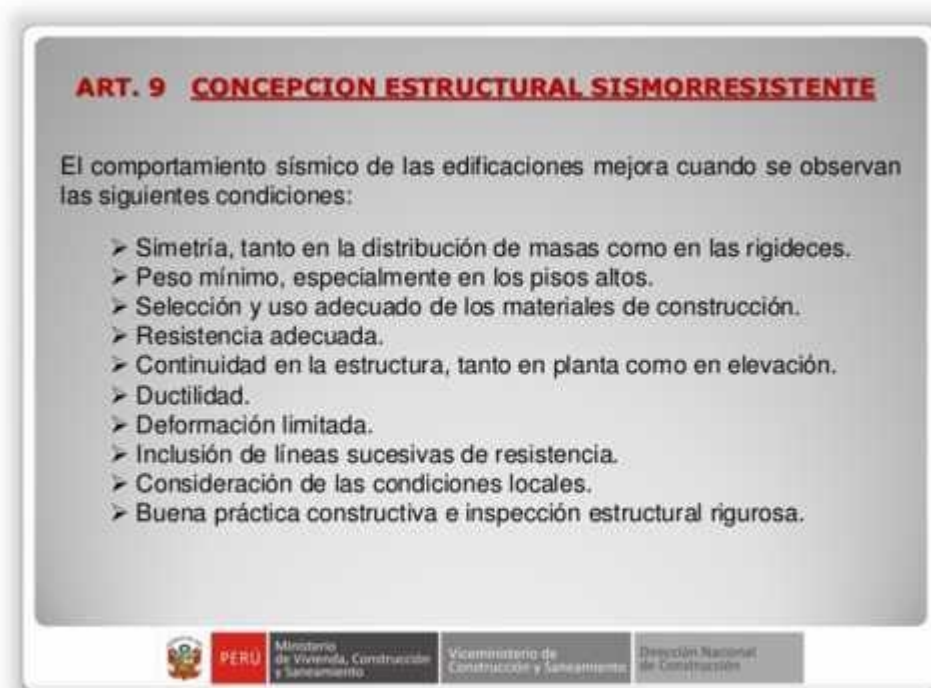 ART. 9 CONCEPCION ESTRUCTURAL SISMORRESISTENTE
El comportamiento sísmico de las edificaciones mejora cuando se observan
las siguientes condiciones:
➢ Simetría, tanto en la distribución de masas como en las rigideces.
➢ Peso mínimo, especialmente en los pisos altos.
➢ Selección y uso adecuado de los materiales de construcción.
➢ Resistencia adecuada.
➢ Continuidad en la estructura, tanto en planta como en elevación.
➢ Ductilidad.
➢ Deformación limitada.
➢ Inclusión de líneas sucesivas de resistencia.
➢ Consideración de las condiciones locales.
➢ Buena práctica constructiva e inspección estructural rigurosa.
PERÚ
Ministerio
de Vivienda, Construcción
y Saneamiento
Viceministerio de
Construcción y Saneamiento
Dirección Nacional
de Construcción